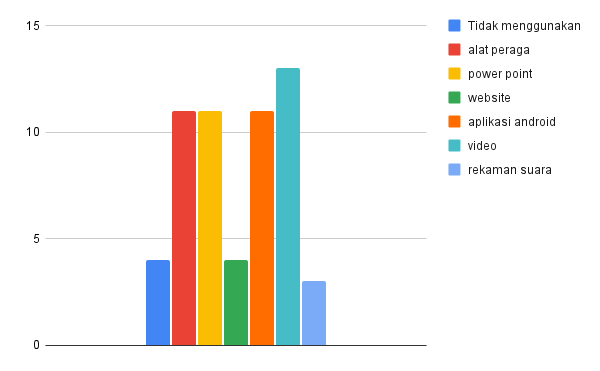 15
10
5
0
Tidak menggunakan
alat peraga
power point
website
aplikasi android
video
rekaman suara